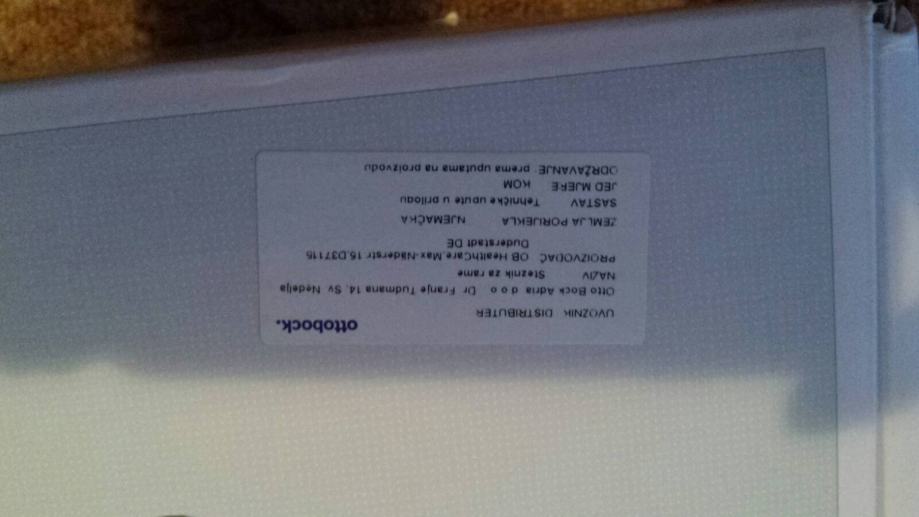 ottobock.
UVOZNIK DISTRIBUTER
Otto Bock Adria d o o Dr Franje Tuđmana 14, Sv Nedelja
NAZIV Steznik za rame
PROIZVOĐAČ OB HealthCare,Max-Näderstr 15,D37115
Duderstadt DE
ZEMLJA PORIJEKLA NJEMAČKA
SASTAV Tehničke upute u prilogu
JED MJERE KOM
ODRŽAVANJE prema uputama na proizvodu